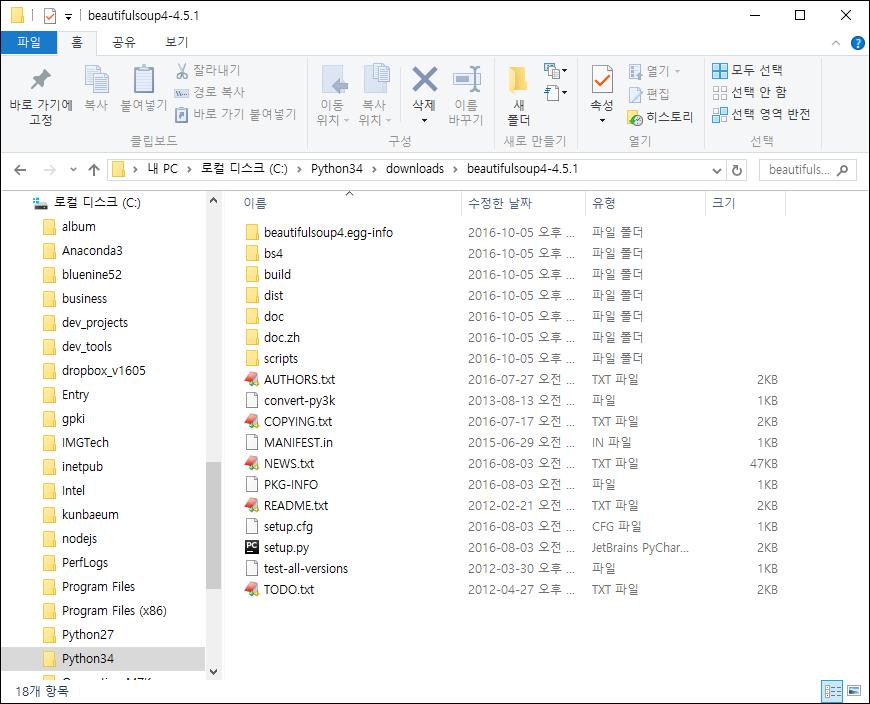 beautifulsoup4-4.5.1
파일 홈 공유 보기
바로 가기에 고정
복사
붙여넣기
잘라내기
경로 복사
바로 가기 붙여넣기
클립보드
이동 위치
복사 위치
삭제
이름 바꾸기
구성
새 폴더
새로 만들기
속성
열기
편집
히스토리
열기
모두 선택
선택 안 함
선택 영역 반전
선택
내 PC > 로컬 디스크 (C:) > Python34 > downloads > beautifulsoup4-4.5.1
beautifuls...
로컬 디스크 (C:)
album
Anaconda3
bluenine52
business
dev_projects
dev_tools
dropbox_v1605
Entry
gpki
IMGTech
inetpub
Intel
kunbaeum
nodejs
PerfLogs
Program Files
Program Files (x86)
Python27
Python34
이름 수정한 날짜 유형 크기
beautifulsoup4.egg-info 2016-10-05 오후 ... 파일 폴더
bs4 2016-10-05 오후 ... 파일 폴더
build 2016-10-05 오후 ... 파일 폴더
dist 2016-10-05 오후 ... 파일 폴더
doc 2016-10-05 오후 ... 파일 폴더
doc.zh 2016-10-05 오후 ... 파일 폴더
scripts 2016-10-05 오후 ... 파일 폴더
AUTHORS.txt 2016-07-27 오전 ... TXT 파일 2KB
convert-py3k 2013-08-13 오전 ... 파일 1KB
COPYING.txt 2016-07-17 오전 ... TXT 파일 2KB
MANIFEST.in 2015-06-29 오전 ... IN 파일 1KB
NEWS.txt 2016-08-03 오전 ... TXT 파일 47KB
PKG-INFO 2016-08-03 오전 ... 파일 1KB
README.txt 2012-02-21 오전 ... TXT 파일 2KB
setup.cfg 2016-08-03 오전 ... CFG 파일 1KB
setup.py 2016-08-03 오전 ... JetBrains PyChar... 2KB
test-all-versions 2012-03-30 오후 ... 파일 1KB
TODO.txt 2012-04-27 오후 ... TXT 파일 2KB
18개 항목